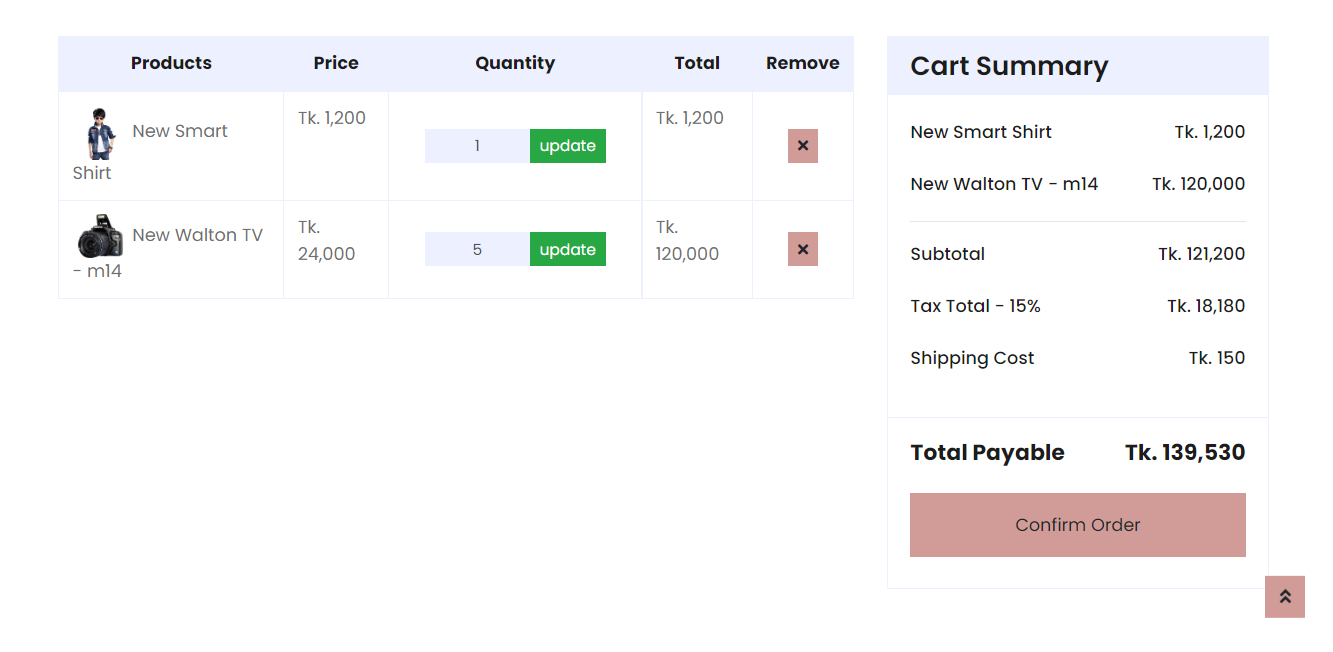 Products Price Quantity Total Remove
New Smart Tk. 1,200 1 update Tk. 1,200 ×
Shirt
New Walton TV Tk. 5 update Tk. ×
24,000 120,000
- m14
Cart Summary
New Smart Shirt Tk. 1,200
New Walton TV - m14 Tk. 120,000
Subtotal Tk. 121,200
Tax Total - 15% Tk. 18,180
Shipping Cost Tk. 150
Total Payable Tk. 139,530
Confirm Order